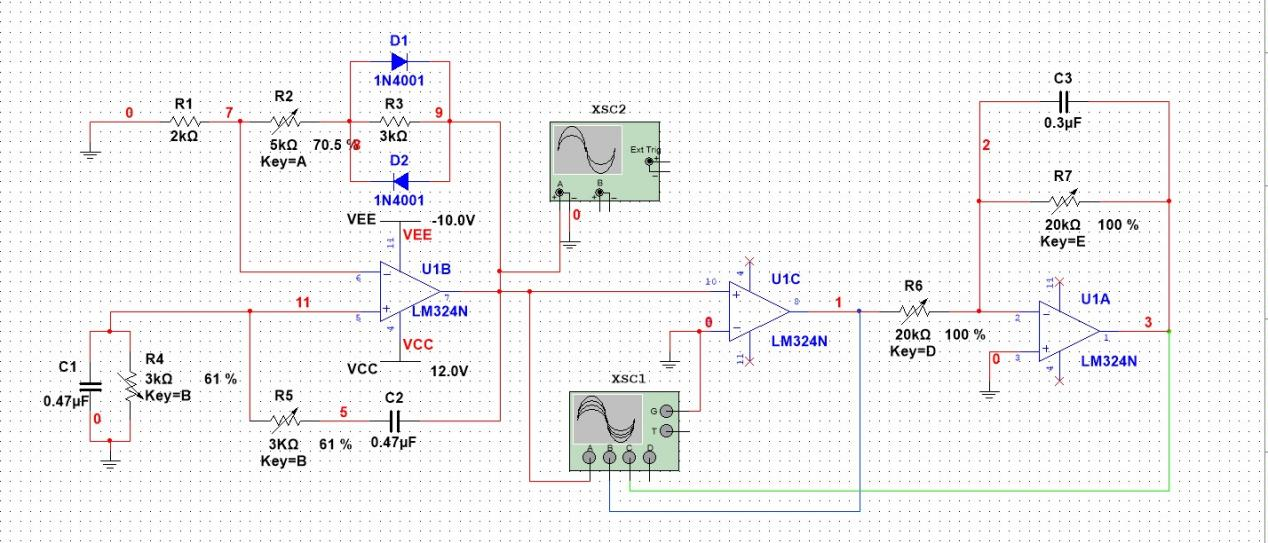 D1
1N4001
0
R1
2kΩ
7
R2
5kΩ
Key=A
70.5 %
8
R3
3kΩ
9
D2
1N4001
VEE
-10.0V
VEE
11
U1B
6
5
7
4
LM324N
VCC
VCC
12.0V
11
C1
0.47µF
0
R4
3kΩ
Key=B
61 %
R5
3KΩ
Key=B
61 %
5
C2
0.47µF
XSC2
Ext Trig
+
−
A
B
+
−
+
−
0
XSC1
G
T
A
B
C
D
0
10
4
U1C
8
11
LM324N
1
R6
20kΩ
Key=D
100 %
2
C3
0.3µF
R7
20kΩ
Key=E
100 %
0
2
3
11
U1A
1
4
LM324N
3